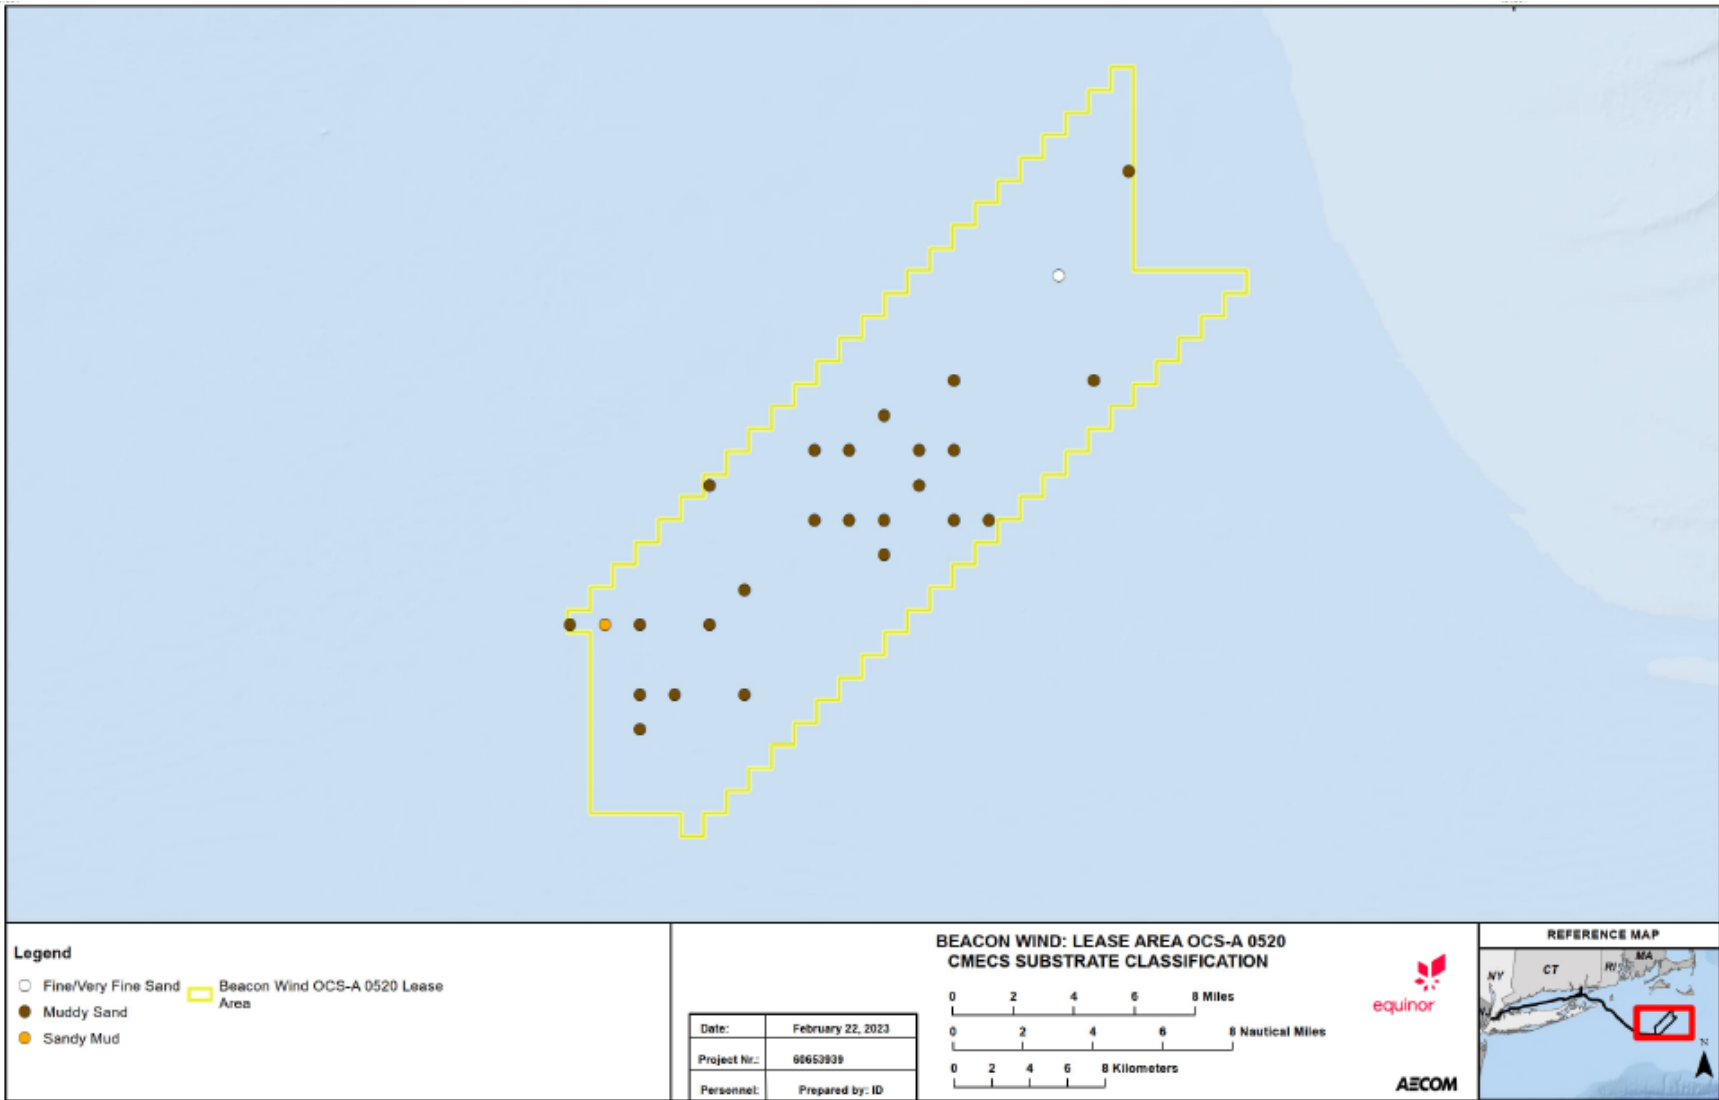 Legend
Fine/Very Fine Sand
Muddy Sand
Sandy Mud
Beacon Wind OCS-A 0520 Lease
Area
Date: February 22, 2023
Project Nr.: 60653939
Personnel: Prepared by: ID
BEACON WIND: LEASE AREA OCS-A 0520
CMECS SUBSTRATE CLASSIFICATION
0 2 4 6 8 Miles
0 2 4 6 8 Nautical Miles
0 2 4 6 8 Kilometers
equinor
AECOM
REFERENCE MAP
NY CT RI MA
N